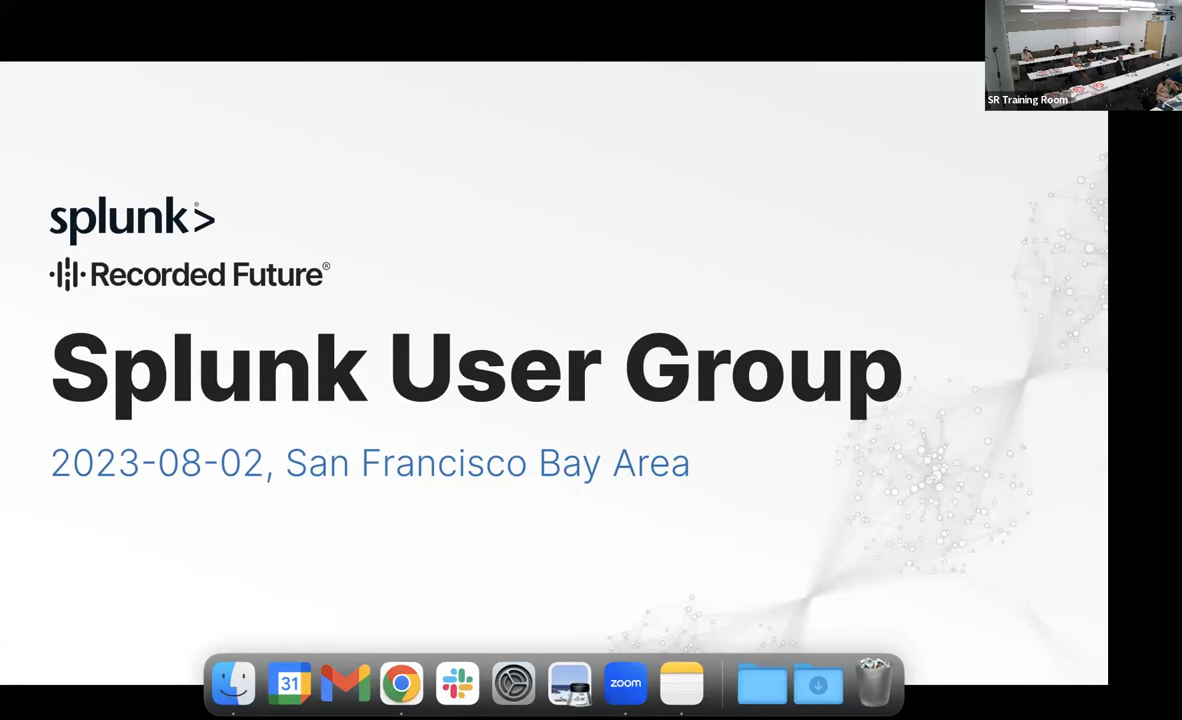 SR Training Room
splunk>
Recorded Future®
Splunk User Group
2023-08-02, San Francisco Bay Area
31
zoom